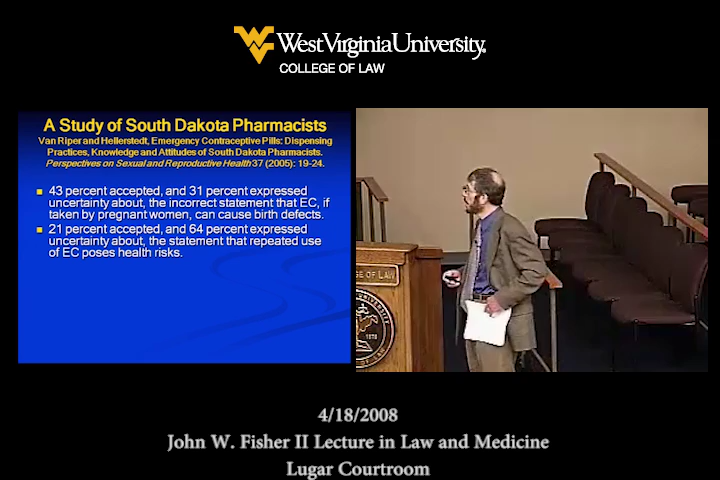 WestVirginiaUniversity®
COLLEGE OF LAW
A Study of South Dakota Pharmacists
Van Riper and Hellerstedt, Emergency Contraceptive Pills: Dispensing
Practices, Knowledge and Attitudes of South Dakota Pharmacists.
Perspectives on Sexual and Reproductive Health 37 (2005): 19-24.
43 percent accepted, and 31 percent expressed
uncertainty about, the incorrect statement that EC, if
taken by pregnant women, can cause birth defects.
21 percent accepted, and 64 percent expressed
uncertainty about, the statement that repeated use
of EC poses health risks.
GE OF LAW
1878
4/18/2008
John W. Fisher II Lecture in Law and Medicine
Lugar Courtroom